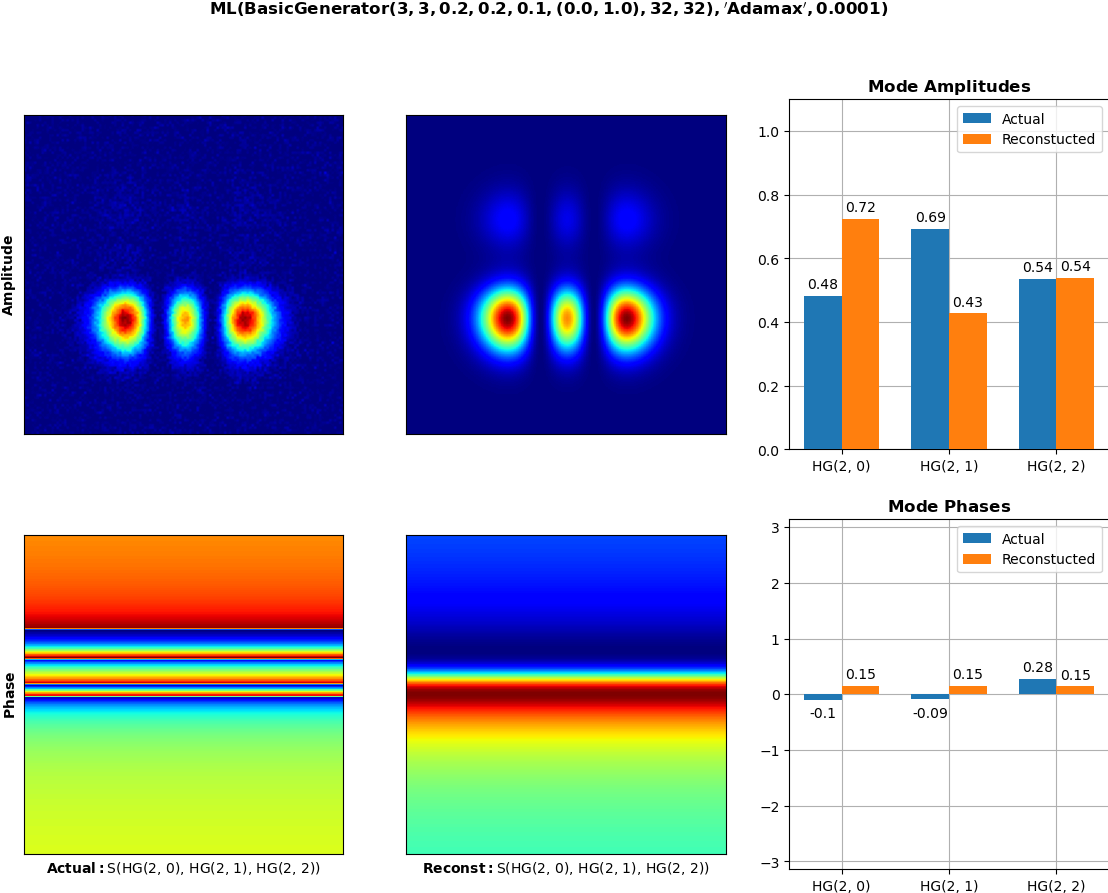 ML(BasicGenerator(3, 3, 0.2, 0.2, 0.1, (0.0, 1.0), 32, 32), 'Adamax', 0.0001)
Amplitude
Mode Amplitudes
Actual
Reconstucted
1.0
0.8
0.6
0.4
0.2
0.0
0.48
0.72
0.69
0.43
0.54
0.54
HG(2, 0)
HG(2, 1)
HG(2, 2)
Phase
Actual: S(HG(2, 0), HG(2, 1), HG(2, 2))
Reconst: S(HG(2, 0), HG(2, 1), HG(2, 2))
Mode Phases
Actual
Reconstucted
3
2
1
0
−1
−2
−3
-0.1
0.15
-0.09
0.15
0.28
0.15
HG(2, 0)
HG(2, 1)
HG(2, 2)